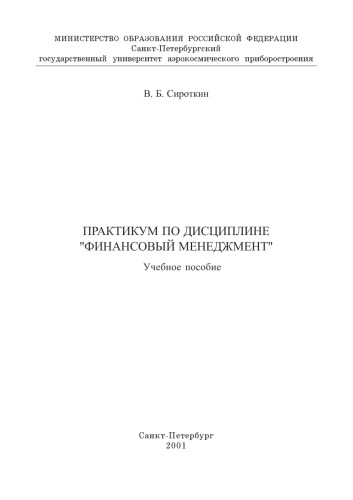 МИНИСТЕРСТВО ОБРАЗОВАНИЯ РОССИЙСКОЙ ФЕДЕРАЦИИ
Санкт-Петербургский
государственный университет аэрокосмического приборостроения
В. Б. Сироткин
ПРАКТИКУМ ПО ДИСЦИПЛИНЕ
"ФИНАНСОВЫЙ МЕНЕДЖМЕНТ"
Учебное пособие
Санкт-Петербург
2001